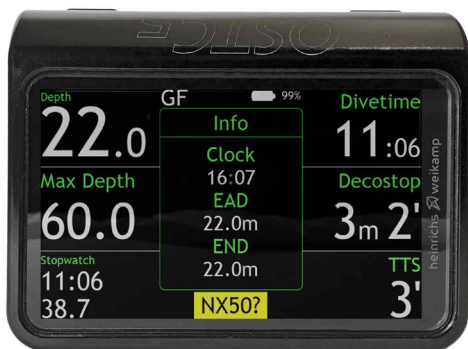 OSTC
Depth
22.0
GF
99%
Divetime
11:06
Info
Clock
16:07
EAD
22.0m
END
22.0m
Max Depth
60.0
Decostop
3m 2'
Stopwatch
11:06
38.7
NX50?
TTS
3'
heinrichs weikamp